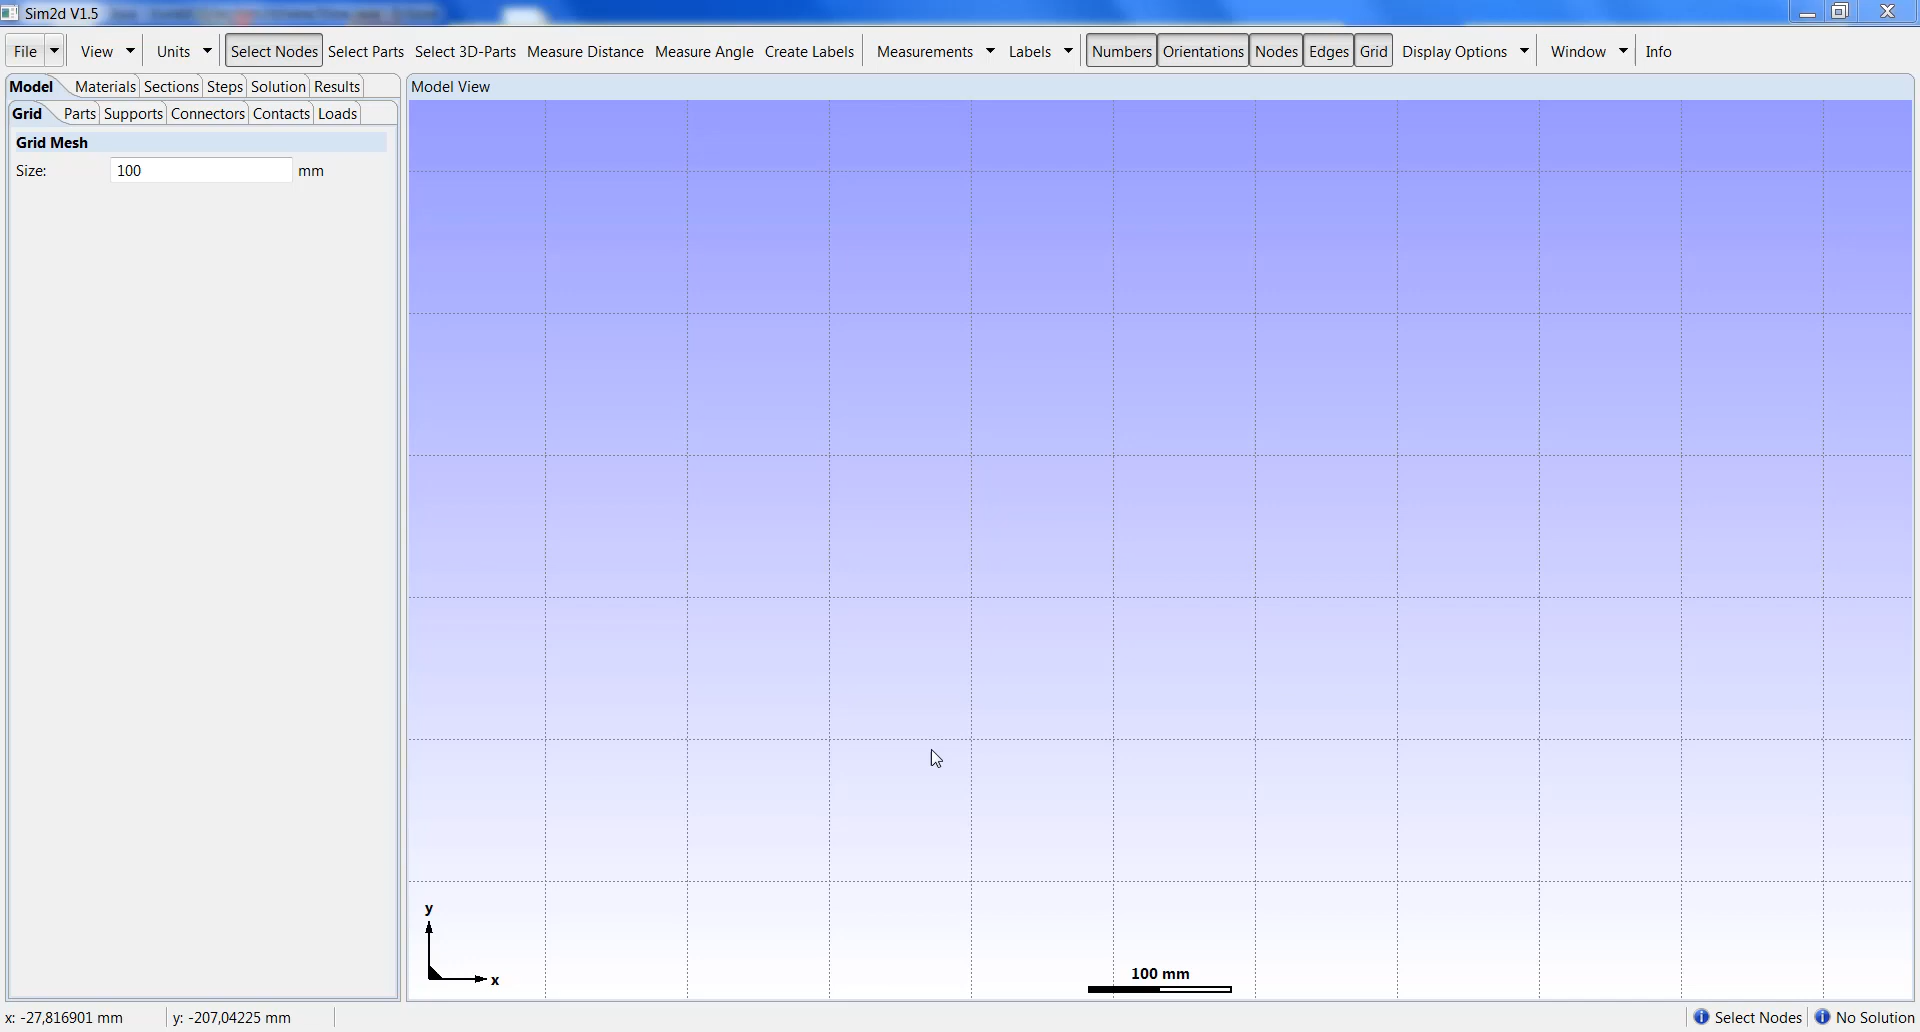 Sim2d V1.5
File View Units Select Nodes Select Parts Select 3D-Parts Measure Distance Measure Angle Create Labels Measurements Labels Numbers Orientations Nodes Edges Grid Display Options Window Info
Model Materials Sections Steps Solution Results
Grid Parts Supports Connectors Contacts Loads
Grid Mesh
Size: 100 mm
Model View
y
x
100 mm
x: -27,816901 mm y: -207,04225 mm Select Nodes No Solution